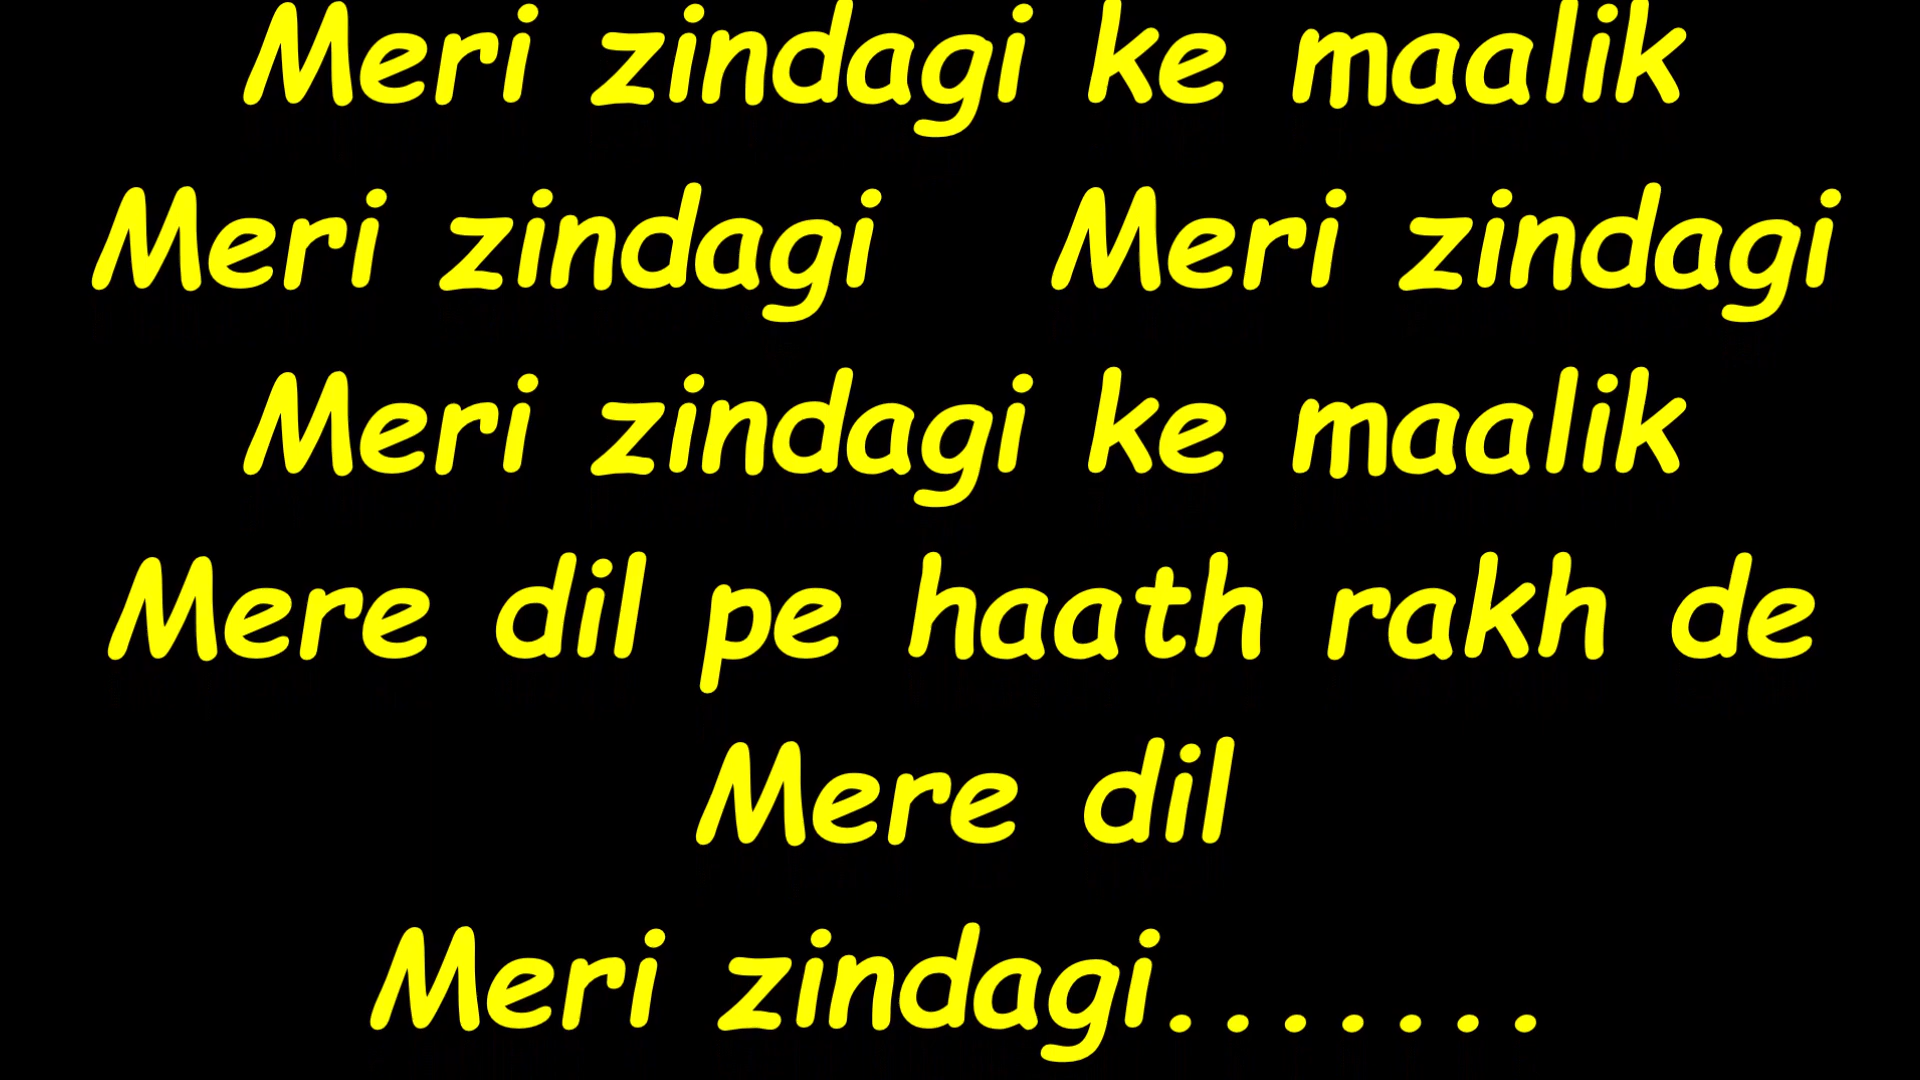 Meri zindagi ke maalik
Meri zindagi Meri zindagi
Meri zindagi ke maalik
Mere dil pe haath rakh de
Mere dil
Meri zindagi.......